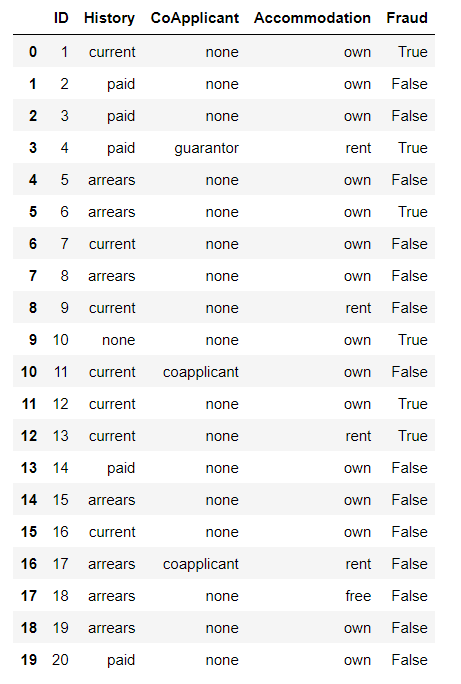 ID History CoApplicant Accommodation Fraud
0 1 current none own True
1 2 paid none own False
2 3 paid none own False
3 4 paid guarantor rent True
4 5 arrears none own False
5 6 arrears none own True
6 7 current none own False
7 8 arrears none own False
8 9 current none rent False
9 10 none none own True
10 11 current coapplicant own False
11 12 current none own True
12 13 current none rent True
13 14 paid none own False
14 15 arrears none own False
15 16 current none own False
16 17 arrears coapplicant rent False
17 18 arrears none free False
18 19 arrears none own False
19 20 paid none own False